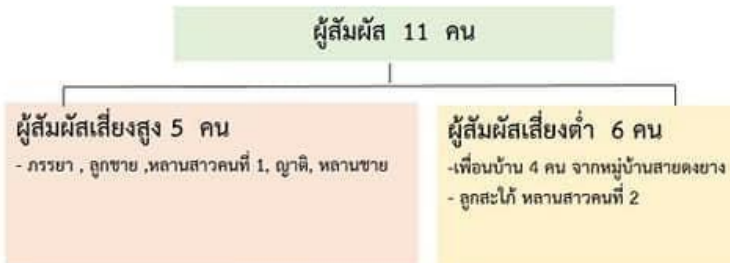 ผู้สัมผัส 11 คน
ผู้สัมผัสเสี่ยงสูง 5 คน
- ภรรยา , ลูกชาย ,หลานสาวคนที่ 1, ญาติ, หลานชาย
ผู้สัมผัสเสี่ยงต่ำ 6 คน
-เพื่อนบ้าน 4 คน จากหมู่บ้านสายดงยาง
- ลูกสะใภ้ หลานสาวคนที่ 2